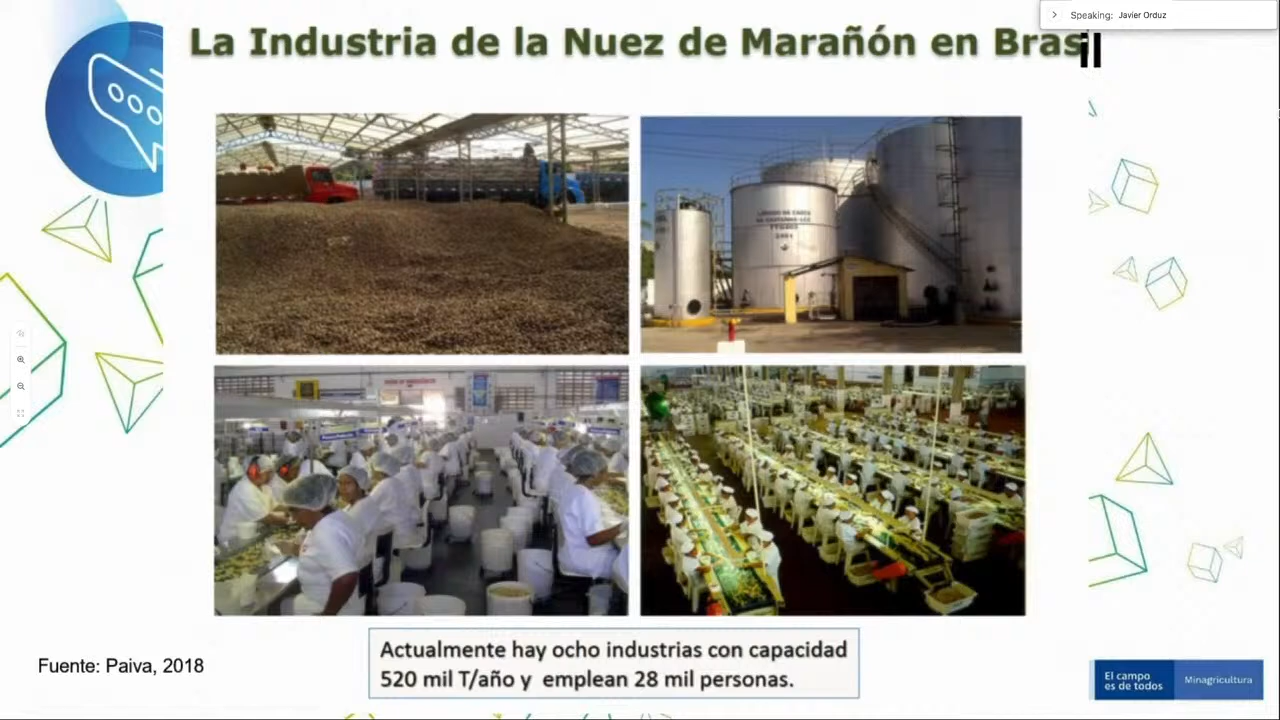 Speaking: Javier Orduz
La Industria de la Nuez de Marañón en Brasil
Actualmente hay ocho industrias con capacidad
520 mil T/año y emplean 28 mil personas.
Fuente: Paiva, 2018
El campo
es de todos
Minagricultura